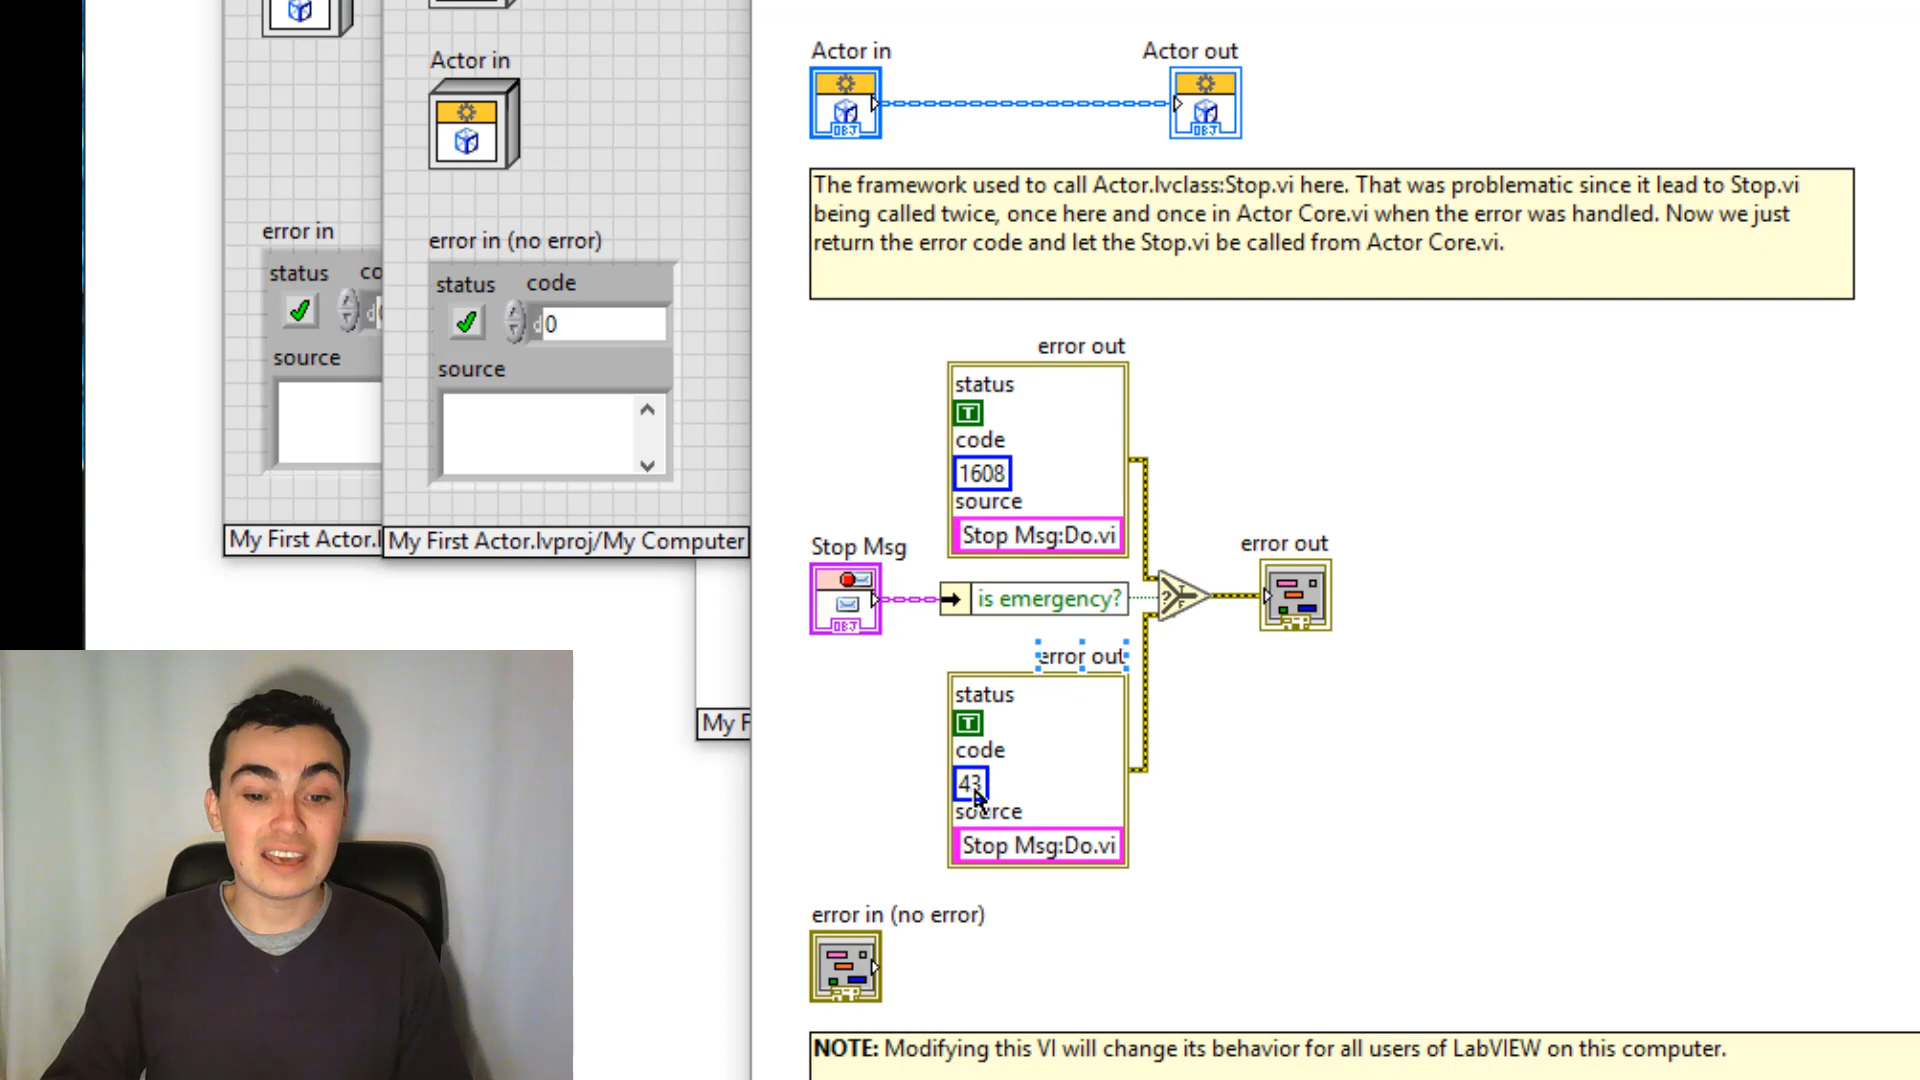 Actor in
error in
status
co
source
My First Actor.l
error in (no error)
status
code
d0
source
My First Actor.lvproj/My Computer
My F
Actor in
Actor out
OBJ
OBJ
The framework used to call Actor.lvclass:Stop.vi here. That was problematic since it lead to Stop.vi
being called twice, once here and once in Actor Core.vi when the error was handled. Now we just
return the error code and let the Stop.vi be called from Actor Core.vi.
error out
status
T
code
1608
source
Stop Msg:Do.vi
Stop Msg
OBJ
is emergency?
?
T
F
error out
error out
status
T
code
43
source
Stop Msg:Do.vi
error in (no error)
NOTE: Modifying this VI will change its behavior for all users of LabVIEW on this computer.